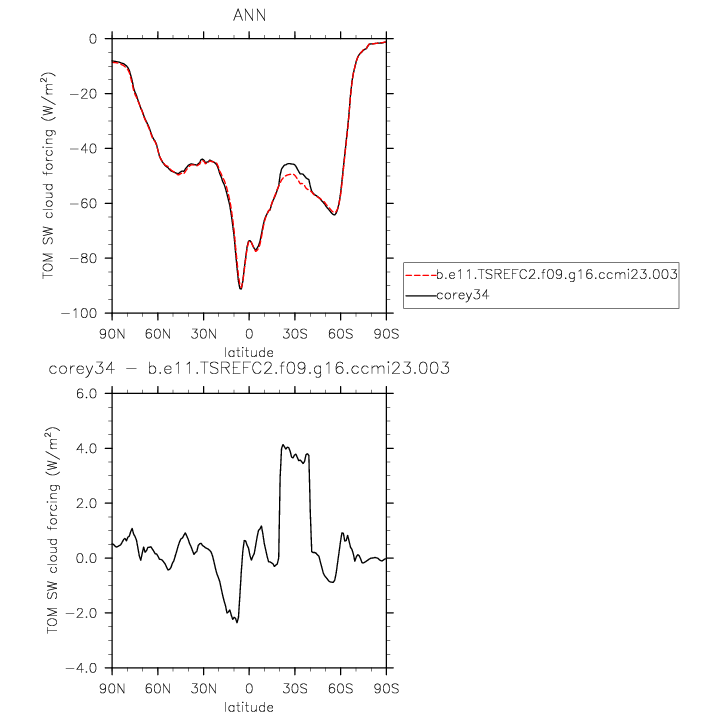 ANN
TOM SW cloud forcing (W/m²)
0
−20
−40
−60
−80
−100
90N 60N 30N 0 30S 60S 90S
latitude
b.e11.TSREFC2.f09.g16.ccmi23.003
corey34
corey34 − b.e11.TSREFC2.f09.g16.ccmi23.003
TOM SW cloud forcing (W/m²)
6.0
4.0
2.0
0.0
−2.0
−4.0
90N 60N 30N 0 30S 60S 90S
latitude